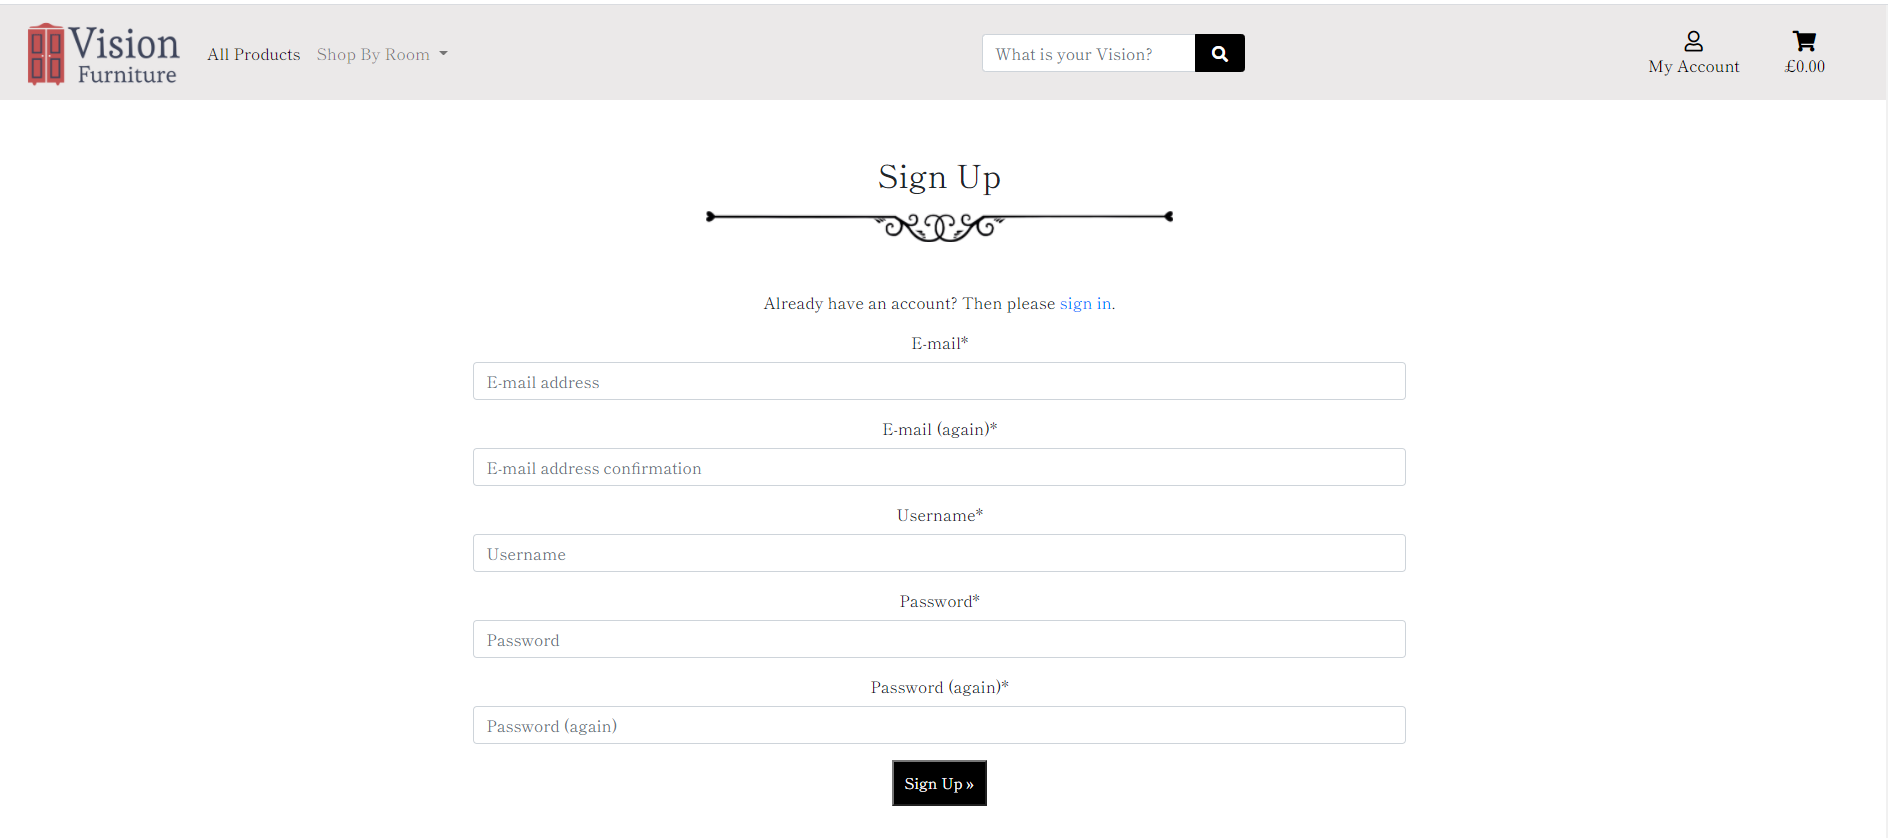 Vision
Furniture
All Products
Shop By Room
What is your Vision?
My Account
£0.00
Sign Up
Already have an account? Then please sign in.
E-mail*
E-mail address
E-mail (again)*
E-mail address confirmation
Username*
Username
Password*
Password
Password (again)*
Password (again)
Sign Up »